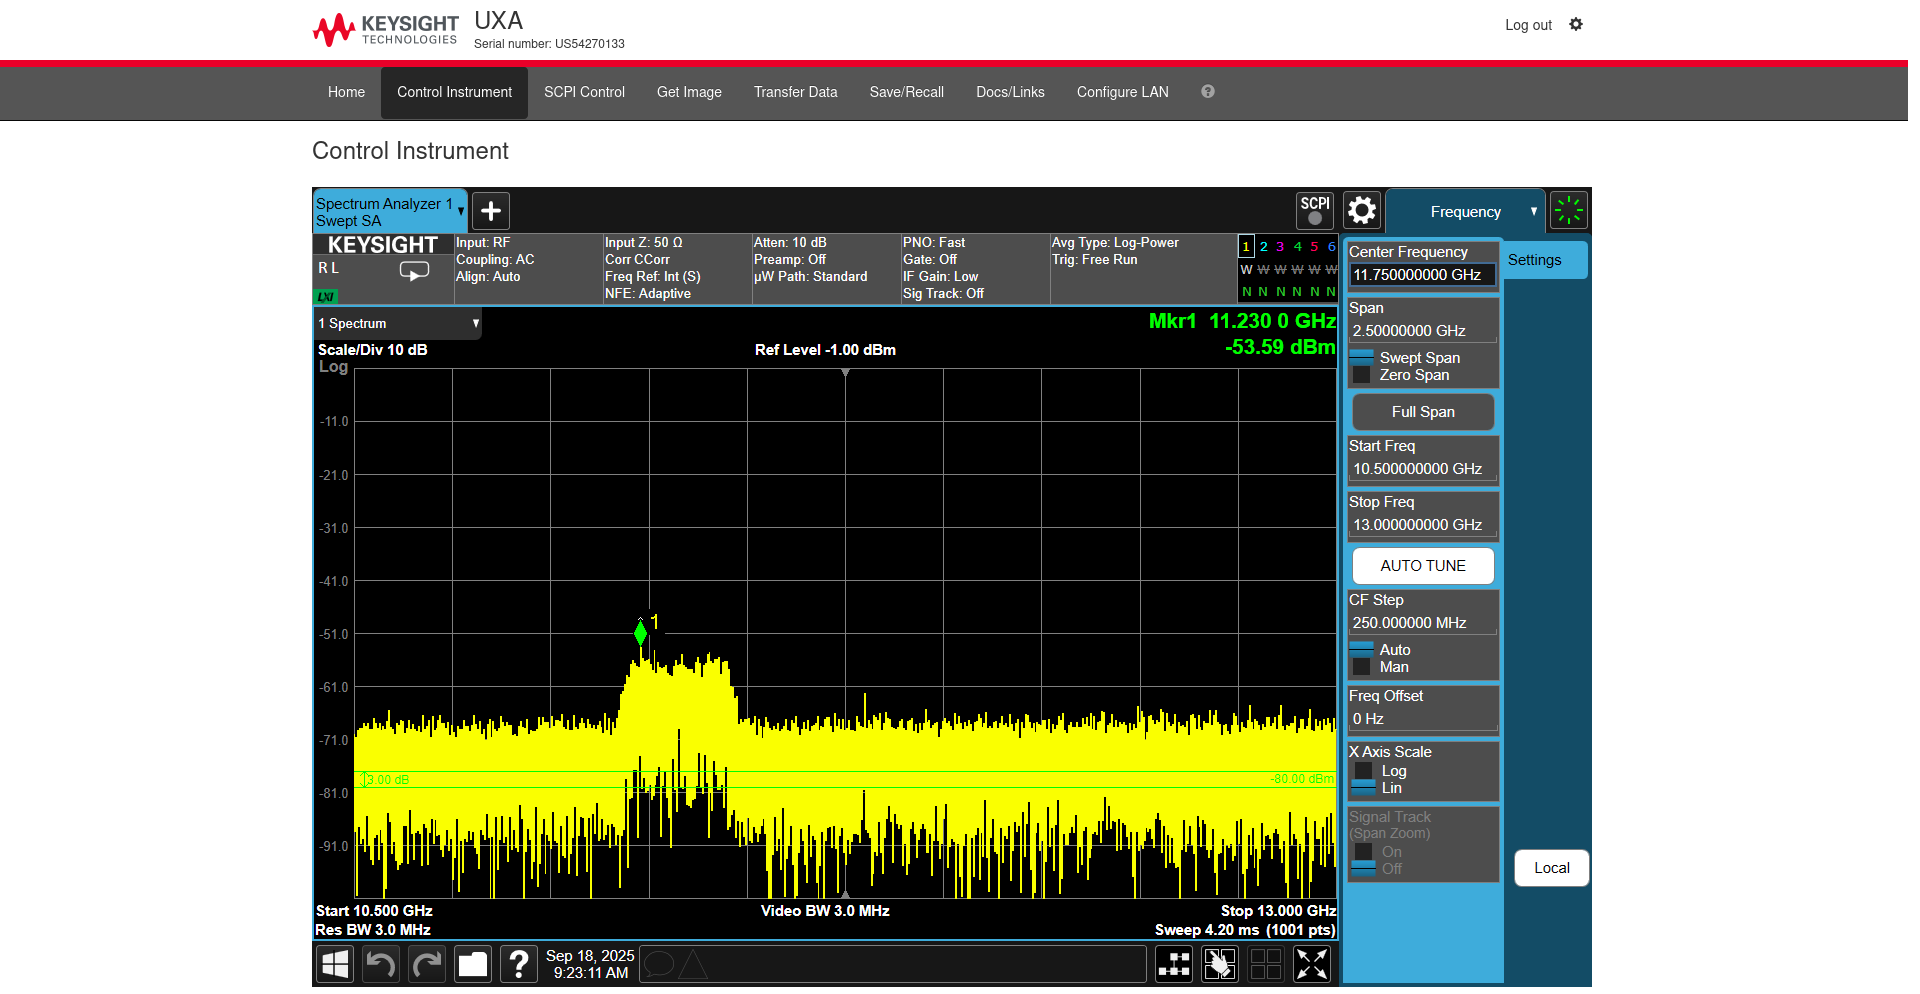 KEYSIGHT TECHNOLOGIES
UXA
Serial number: US54270133
Log out
Home
Control Instrument
SCPI Control
Get Image
Transfer Data
Save/Recall
Docs/Links
Configure LAN
?
Control Instrument
Spectrum Analyzer 1
Swept SA
+
SCPI
Frequency
KEYSIGHT
R L
LXI
Input: RF
Coupling: AC
Align: Auto
Input Z: 50 Ω
Corr CCorr
Freq Ref: Int (S)
NFE: Adaptive
Atten: 10 dB
Preamp: Off
µW Path: Standard
PNO: Fast
Gate: Off
IF Gain: Low
Sig Track: Off
Avg Type: Log-Power
Trig: Free Run
1 2 3 4 5 6
W W W W W W
N N N N N N
1 Spectrum
Scale/Div 10 dB
Log
Ref Level -1.00 dBm
Mkr1 11.230 0 GHz
-53.59 dBm
-11.0
-21.0
-31.0
-41.0
-51.0
-61.0
-71.0
-81.0
-91.0
1
3.00 dB
-80.00 dBm
Start 10.500 GHz
Video BW 3.0 MHz
Stop 13.000 GHz
Res BW 3.0 MHz
Sweep 4.20 ms (1001 pts)
Center Frequency
11.750000000 GHz
Settings
Span
2.50000000 GHz
Swept Span
Zero Span
Full Span
Start Freq
10.500000000 GHz
Stop Freq
13.000000000 GHz
AUTO TUNE
CF Step
250.000000 MHz
Auto
Man
Freq Offset
0 Hz
X Axis Scale
Log
Lin
Signal Track
(Span Zoom)
On
Off
Local
?
Sep 18, 2025
9:23:11 AM